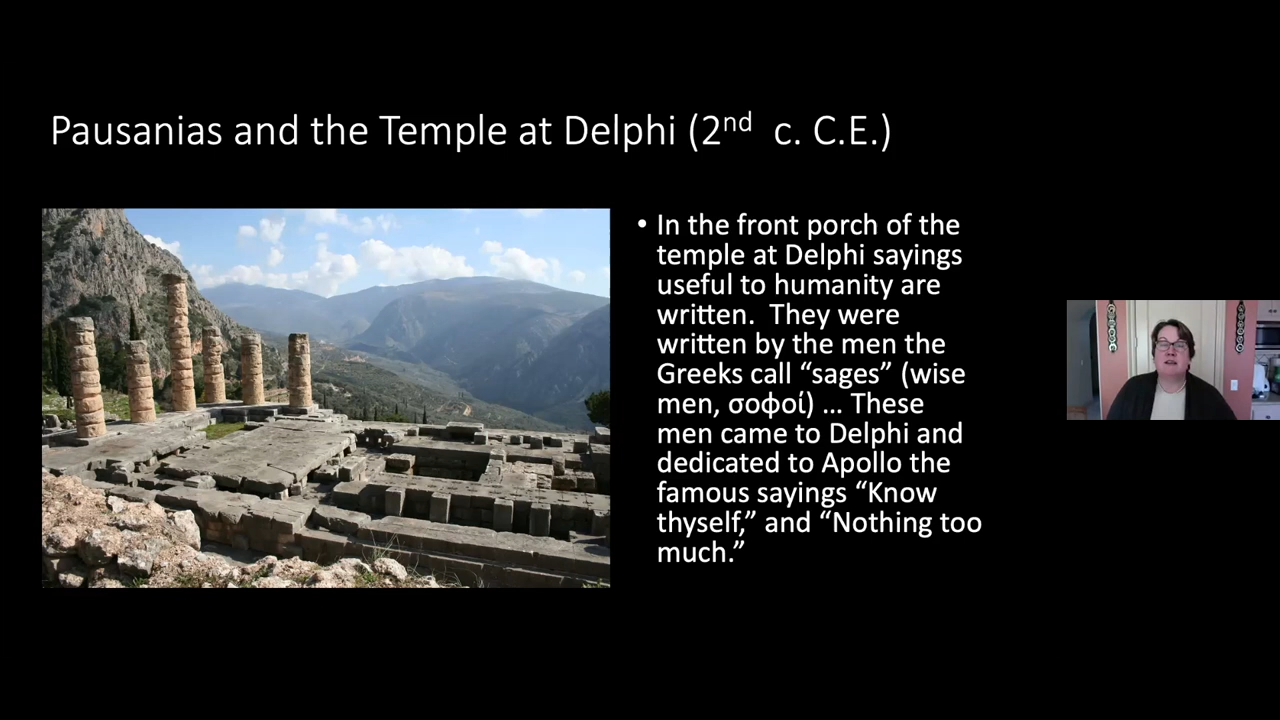 Pausanias and the Temple at Delphi (2nd c. C.E.)
• In the front porch of the
temple at Delphi sayings
useful to humanity are
written. They were
written by the men the
Greeks call “sages” (wise
men, σοφοί) … These
men came to Delphi and
dedicated to Apollo the
famous sayings “Know
thyself,” and “Nothing too
much.”